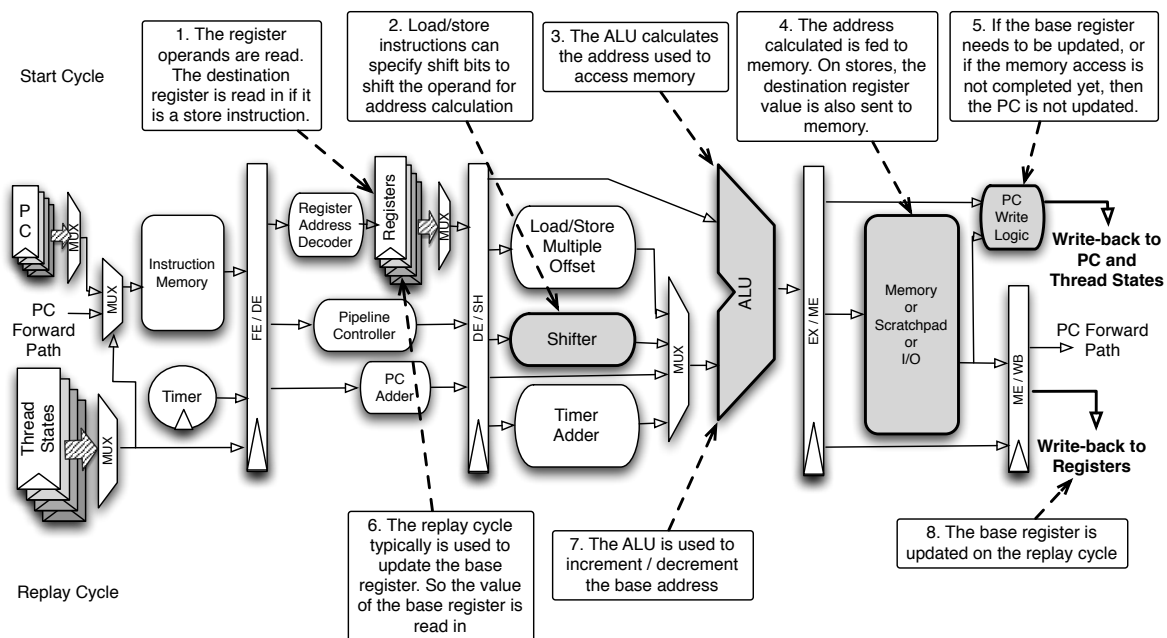 1. The register
operands are read.
The destination
register is read in if it
is a store instruction.
2. Load/store
instructions can
specify shift bits to
shift the operand for
address calculation
3. The ALU calculates
the address used to
access memory
4. The address
calculated is fed to
memory. On stores, the
destination register
value is also sent to
memory.
5. If the base register
needs to be updated, or
if the memory access is
not completed yet, then
the PC is not updated.
Start Cycle
P
C
MUX
MUX
PC
Forward
Path
Instruction
Memory
Timer
Thread
States
MUX
FE / DE
Register
Address
Decoder
Registers
MUX
Pipeline
Controller
PC
Adder
DE / SH
Load/Store
Multiple
Offset
Shifter
Timer
Adder
MUX
ALU
EX / ME
Memory
or
Scratchpad
or
I/O
PC
Write
Logic
Write-back to
PC and
Thread States
ME / WB
PC Forward
Path
Write-back to
Registers
6. The replay cycle
typically is used to
update the base
register. So the value
of the base register is
read in
7. The ALU is used to
increment / decrement
the base address
8. The base register is
updated on the replay cycle
Replay Cycle